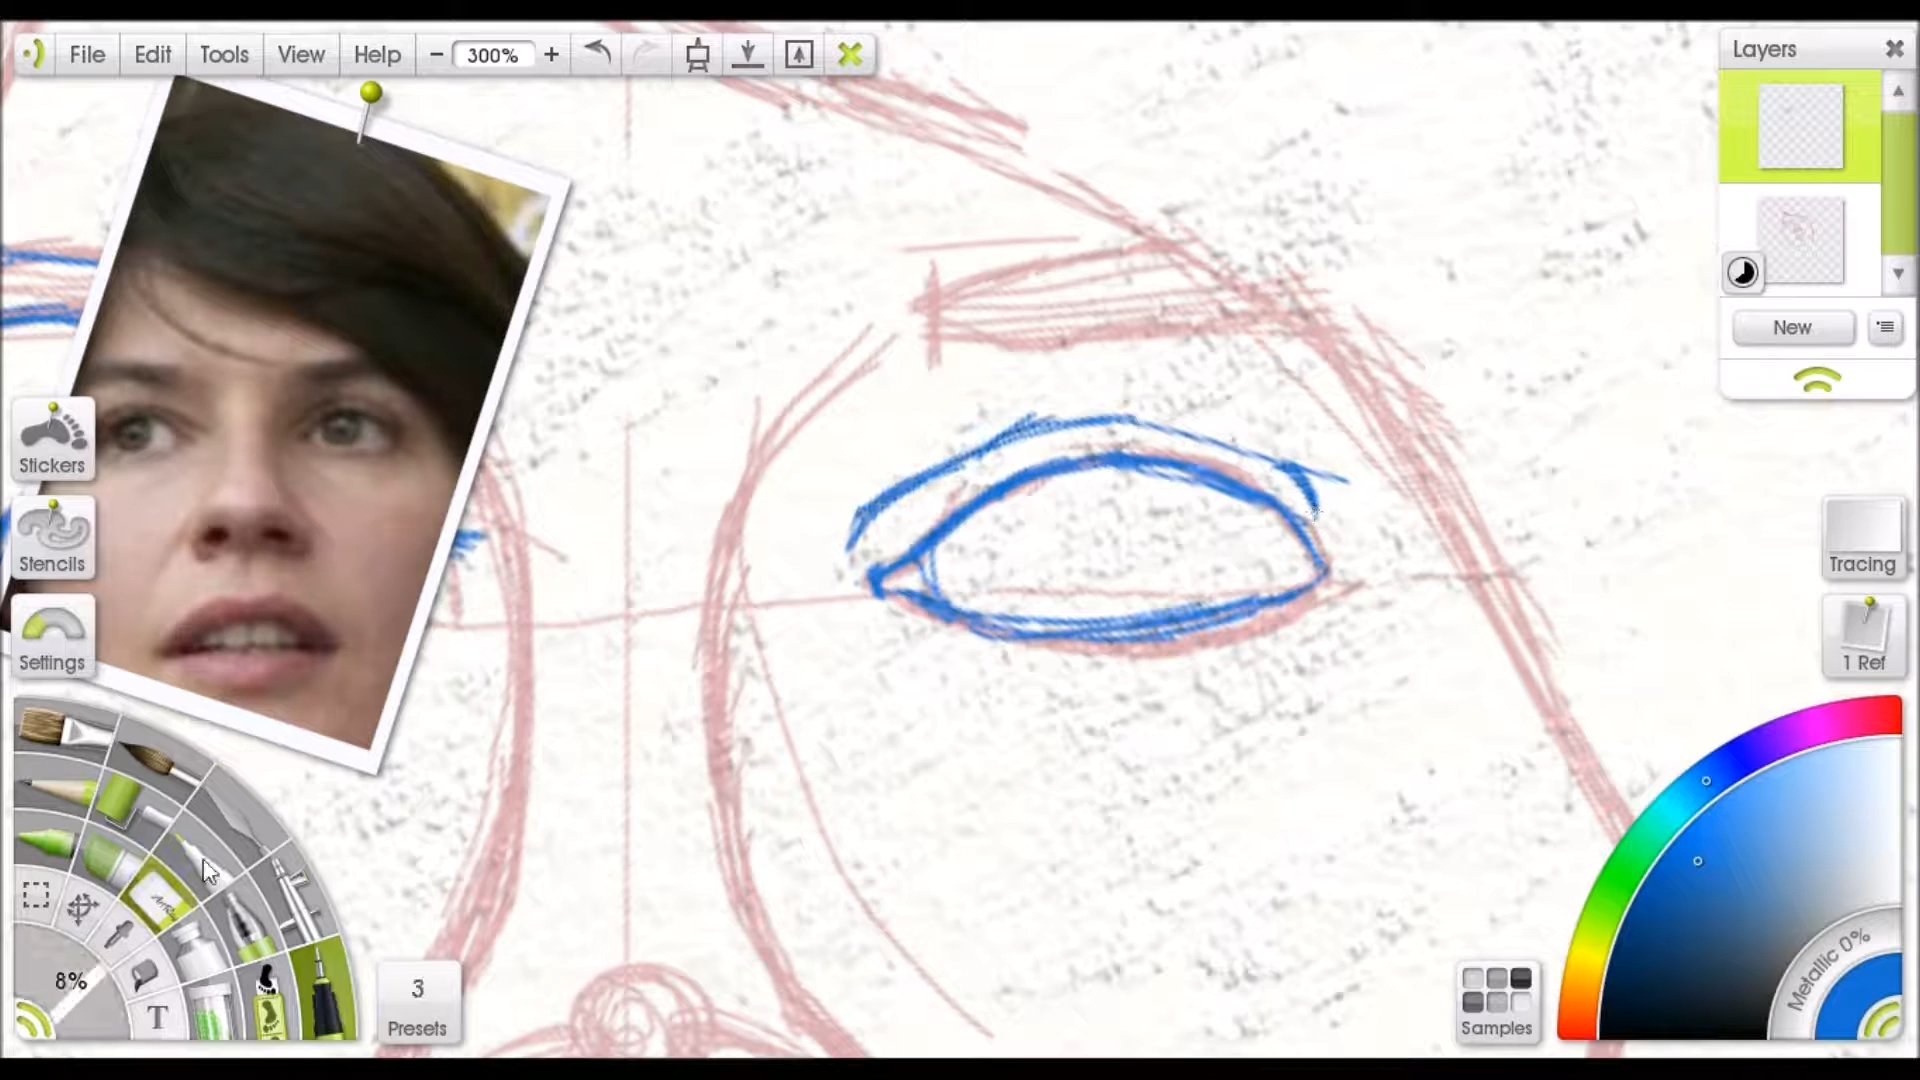 File Edit Tools View Help − 300% +
Layers
New
Stickers
Stencils
Settings
Tracing
1 Ref
8%
T
3
Presets
Samples
Metallic 0%